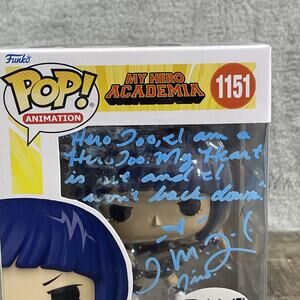 Funko
POP!
ANIMATION
MY HERO
ACADEMIA
1151
Hero Too, I am a
Hero Too. My Heart
is set and I
won't back down"